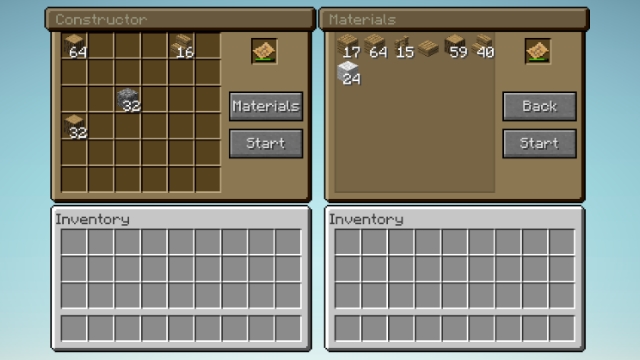 Constructor
64
16
32
32
Materials
Start
Inventory
Materials
17 64 15 59 40
24
Back
Start
Inventory